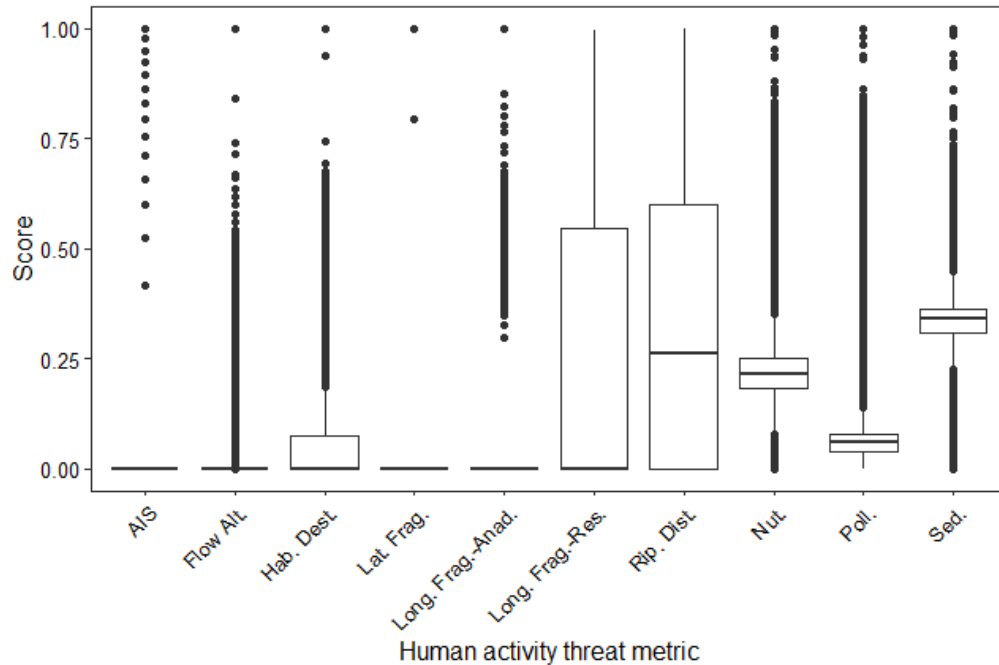 1.00
0.75
0.50
0.25
0.00
Score
AIS
Flow Alt.
Hab. Dest.
Lat. Frag.
Long. Frag.-Anad.
Long. Frag.-Res.
Rip. Dist.
Nut.
Poll.
Sed.
Human activity threat metric